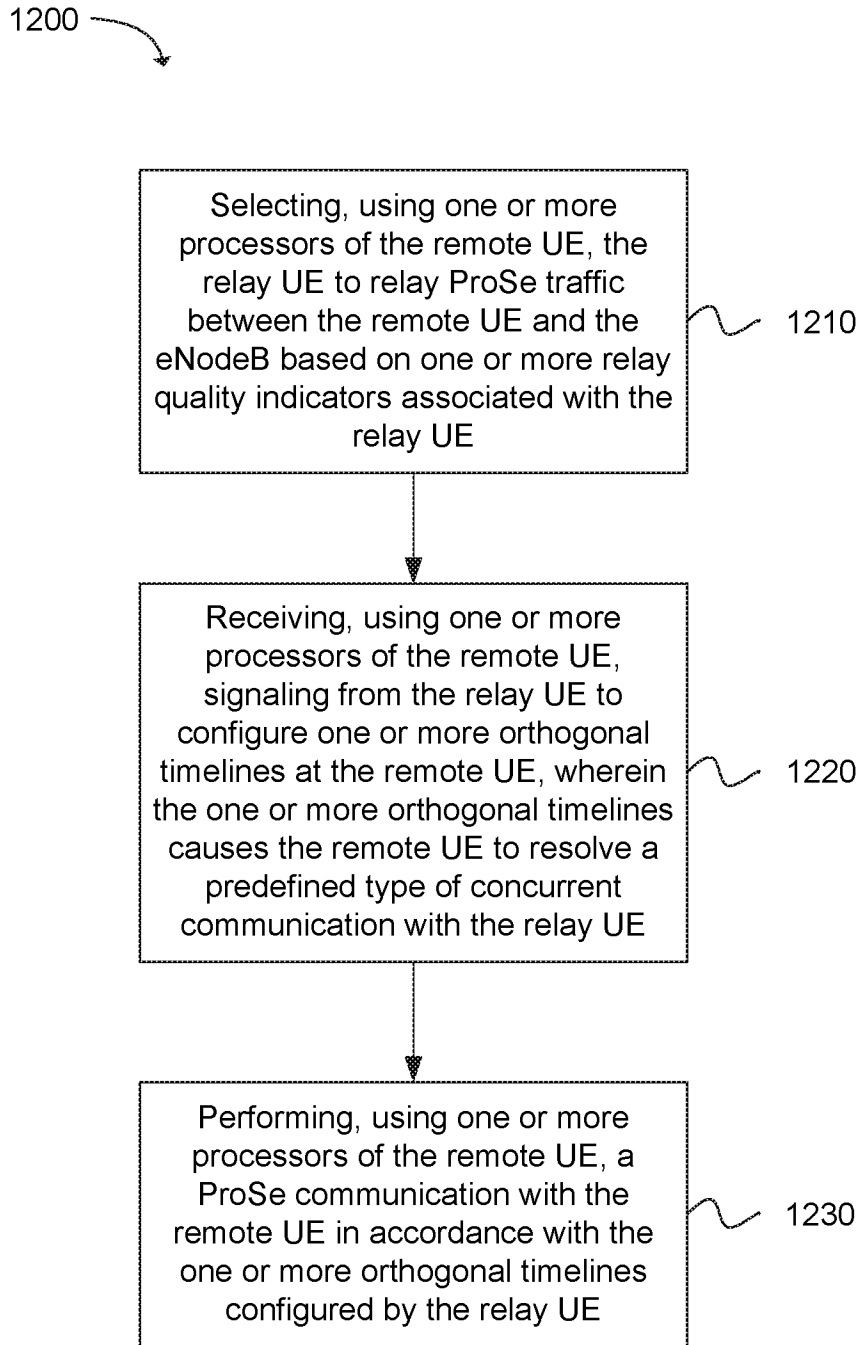 1200
Selecting, using one or more
processors of the remote UE, the
relay UE to relay ProSe traffic
between the remote UE and the
eNodeB based on one or more relay
quality indicators associated with the
relay UE
1210
Receiving, using one or more
processors of the remote UE,
signaling from the relay UE to
configure one or more orthogonal
timelines at the remote UE, wherein
the one or more orthogonal timelines
causes the remote UE to resolve a
predefined type of concurrent
communication with the relay UE
1220
Performing, using one or more
processors of the remote UE, a
ProSe communication with the
remote UE in accordance with the
one or more orthogonal timelines
configured by the relay UE
1230